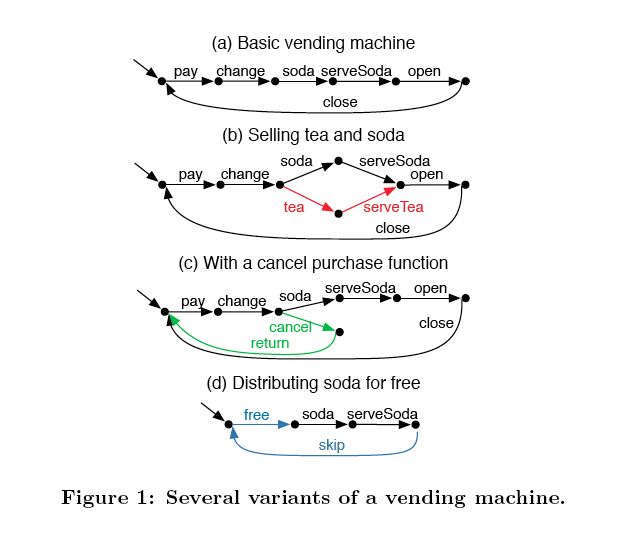 (a) Basic vending machine
pay change soda serveSoda open
close
(b) Selling tea and soda
soda serveSoda
pay change open
tea serveTea
close
(c) With a cancel purchase function
serveSoda open
pay change soda
cancel close
return
(d) Distributing soda for free
free soda serveSoda
skip
Figure 1: Several variants of a vending machine.